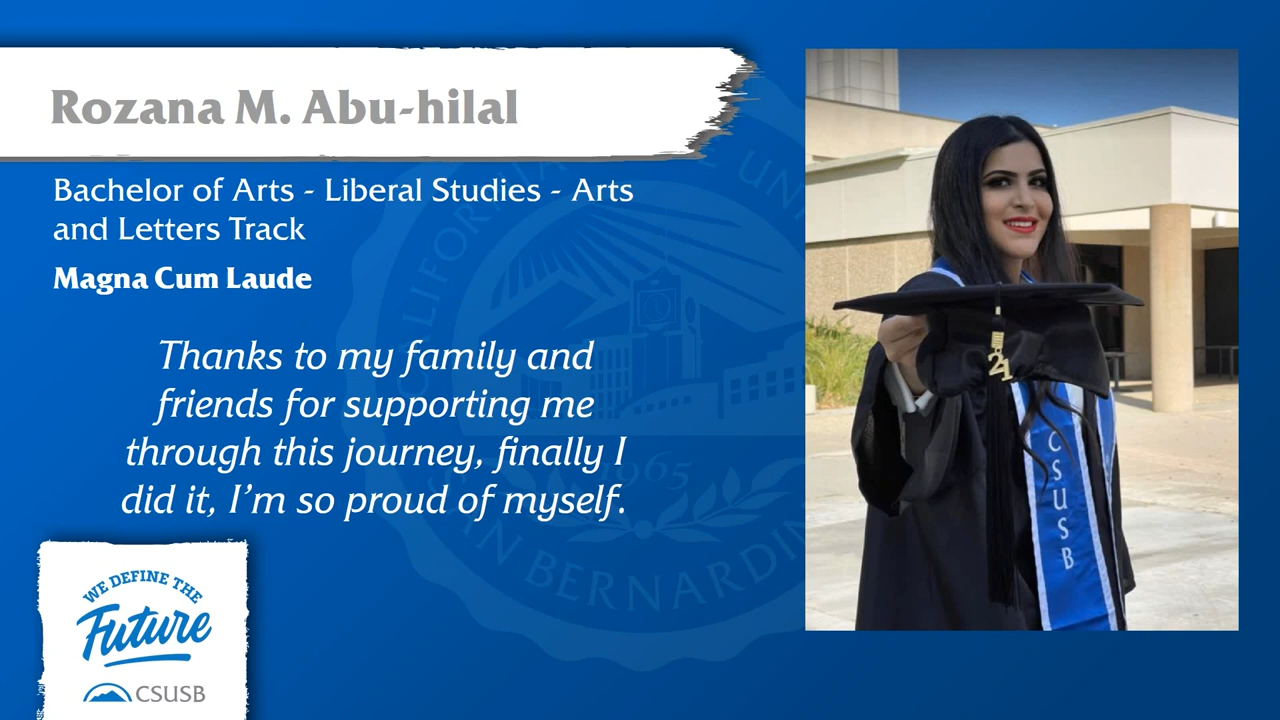 Rozana M. Abu-hilal
Bachelor of Arts - Liberal Studies - Arts
and Letters Track
Magna Cum Laude
Thanks to my family and
friends for supporting me
through this journey, finally I
did it, I'm so proud of myself.
WE DEFINE THE
Future
CSUSB
21
CSUSB
1965